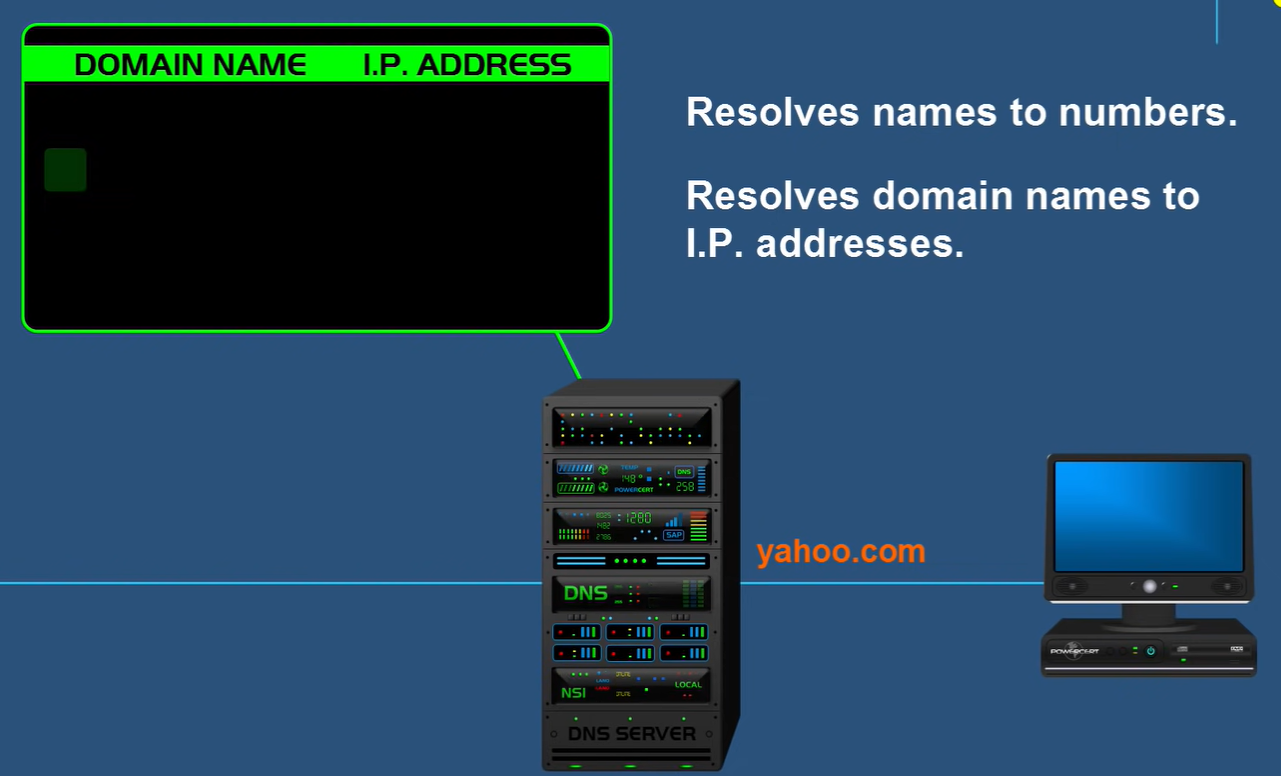 DOMAIN NAME I.P. ADDRESS
Resolves names to numbers.
Resolves domain names to
I.P. addresses.
TEMP
148°
DNS
POWERCERT
258
8025
1280
1482
2786
SAP
yahoo.com
DNS
NSI
LOCAL
POWERCERT
DNS SERVER